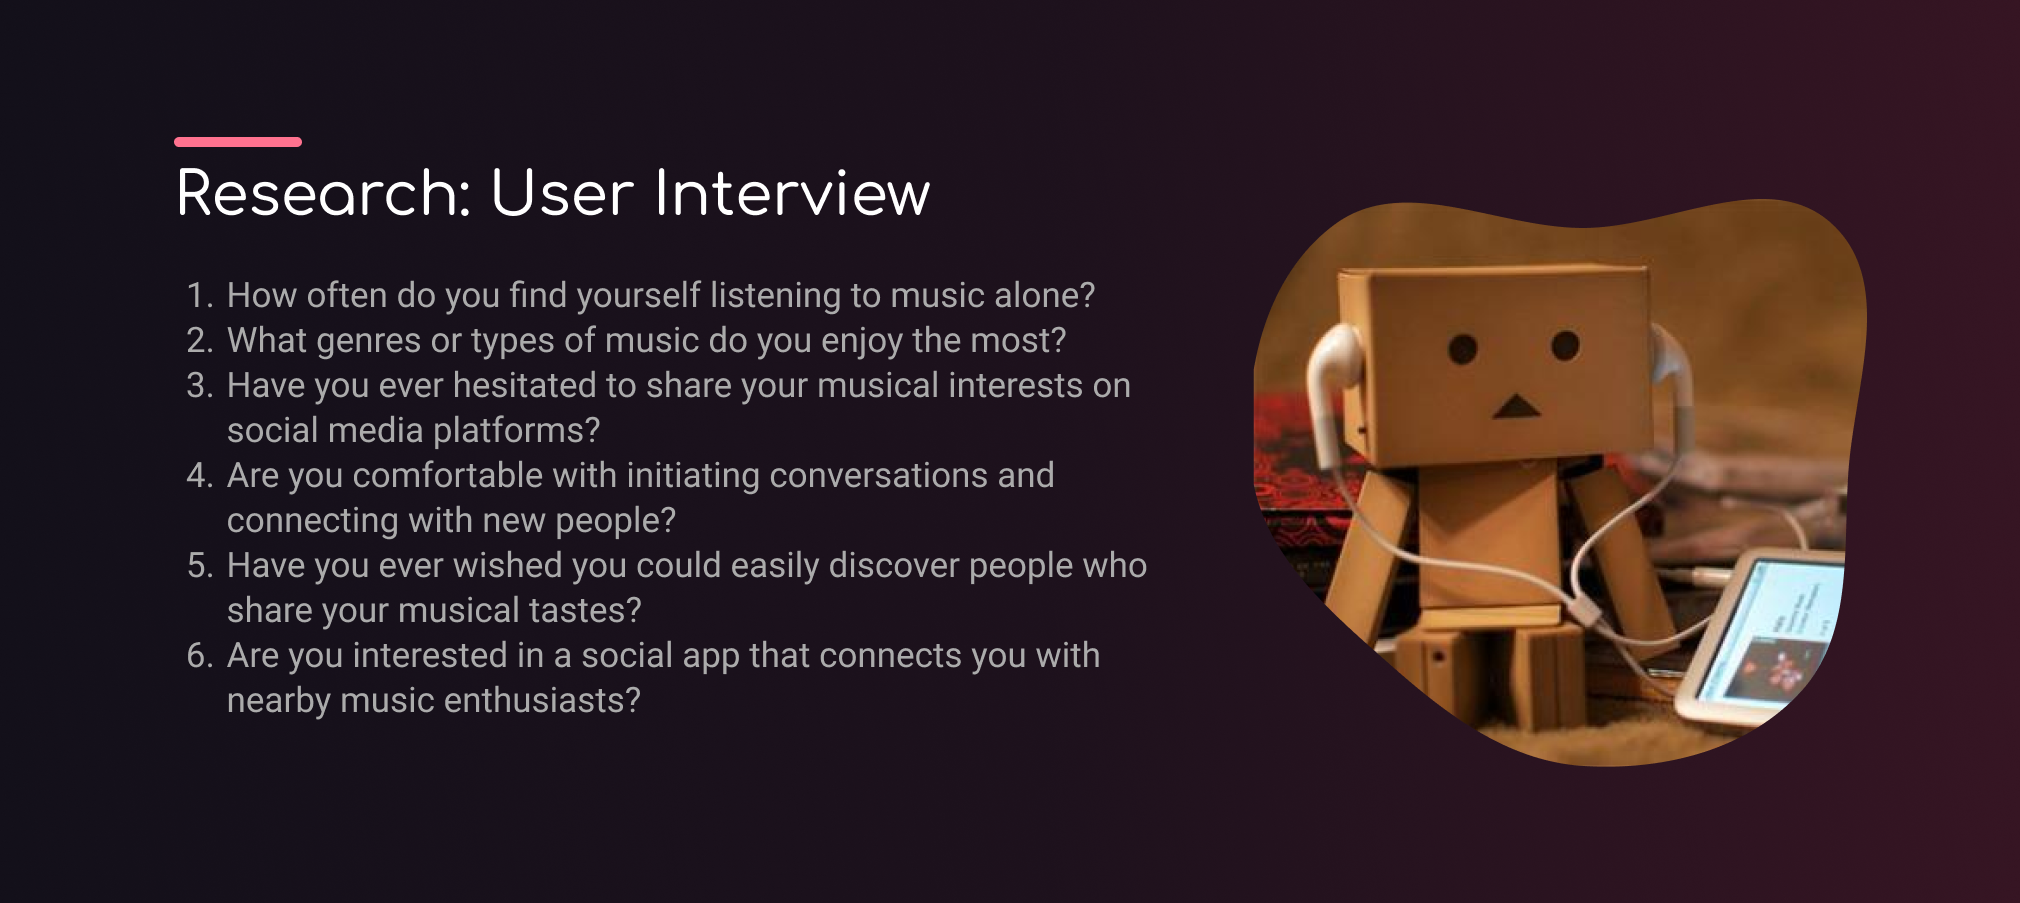 Research: User Interview
1. How often do you find yourself listening to music alone?
2. What genres or types of music do you enjoy the most?
3. Have you ever hesitated to share your musical interests on
social media platforms?
4. Are you comfortable with initiating conversations and
connecting with new people?
5. Have you ever wished you could easily discover people who
share your musical tastes?
6. Are you interested in a social app that connects you with
nearby music enthusiasts?